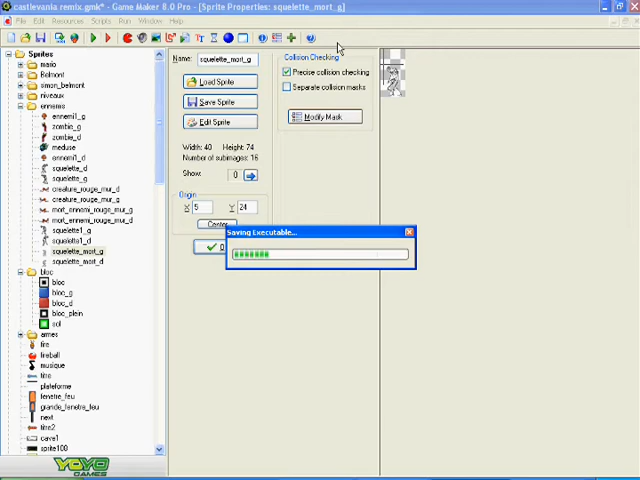 castlevania remix.gmk* - Game Maker 8.0 Pro - [Sprite Properties: squelette_mort_g]
File Edit Resources Scripts Run Window Help
Sprites
mario
Belmont
simon_belmont
niveaux
ennemis
ennemi1_g
zombie_g
zombie_d
meduse
ennemi1_d
squelette_g
squelette_d
creature_rouge_mur_d
creature_rouge_mur_g
mort_ennemi_rouge_mur_g
mort_ennemi_rouge_mur_d
squelette1_g
squelette1_d
squelette_mort_g
squelette_mort_d
bloc
bloc
bloc_g
bloc_d
bloc_plein
sol
armes
fire
fireball
musique
titre
plateforme
fenetre_feu
grande_fenetre_feu
next
titre2
cave1
sprite100
YOYO
GAMES
Name: squelette_mort_g
Load Sprite
Save Sprite
Edit Sprite
Width: 40 Height: 74
Number of subimages: 16
Show: 0
Origin
X 5 Y 24
Center
Collision Checking
Precise collision checking
Separate collision masks
Modify Mask
Saving Executable...